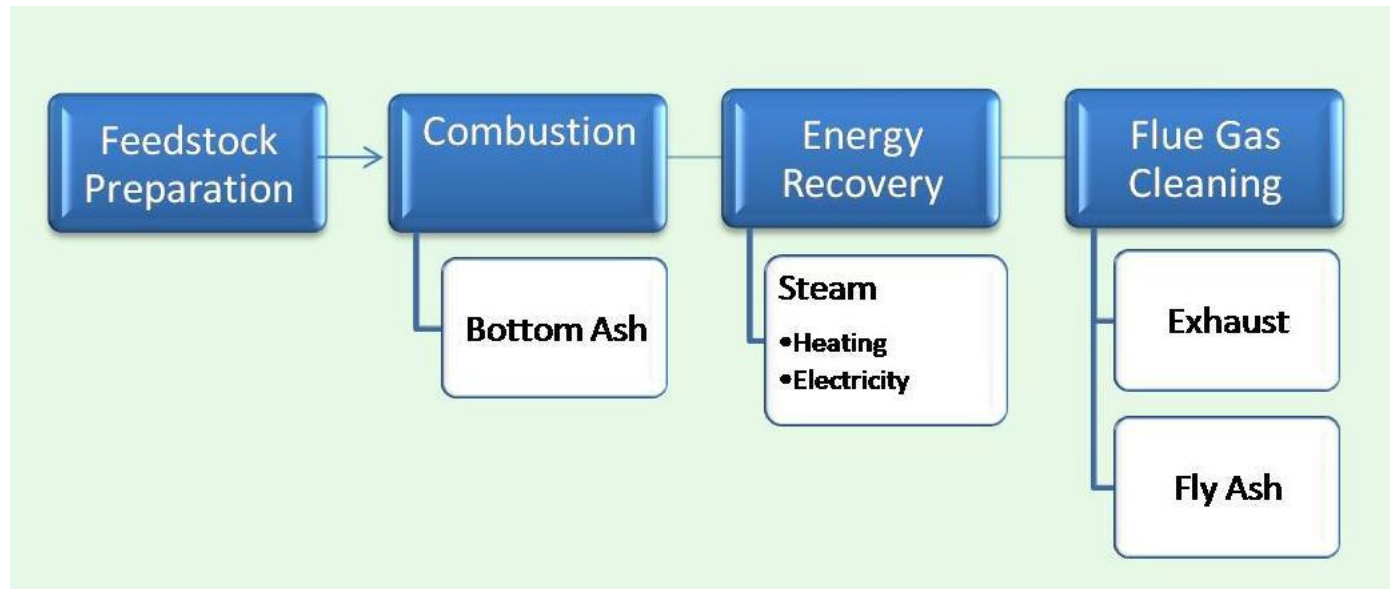 Feedstock
Preparation
Combustion
Bottom Ash
Energy
Recovery
Steam
•Heating
•Electricity
Flue Gas
Cleaning
Exhaust
Fly Ash